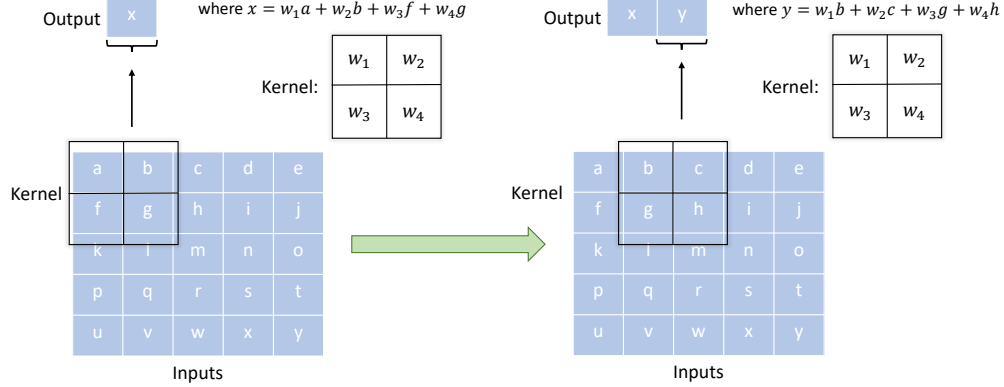 Output x where x = w₁a + w₂b + w₃f + w₄g
Kernel:
w₁ w₂
w₃ w₄
Kernel
a b c d e
f g h i j
k l m n o
p q r s t
u v w x y
Inputs
Output x y where y = w₁b + w₂c + w₃g + w₄h
Kernel:
w₁ w₂
w₃ w₄
Kernel
a b c d e
f g h i j
k l m n o
p q r s t
u v w x y
Inputs